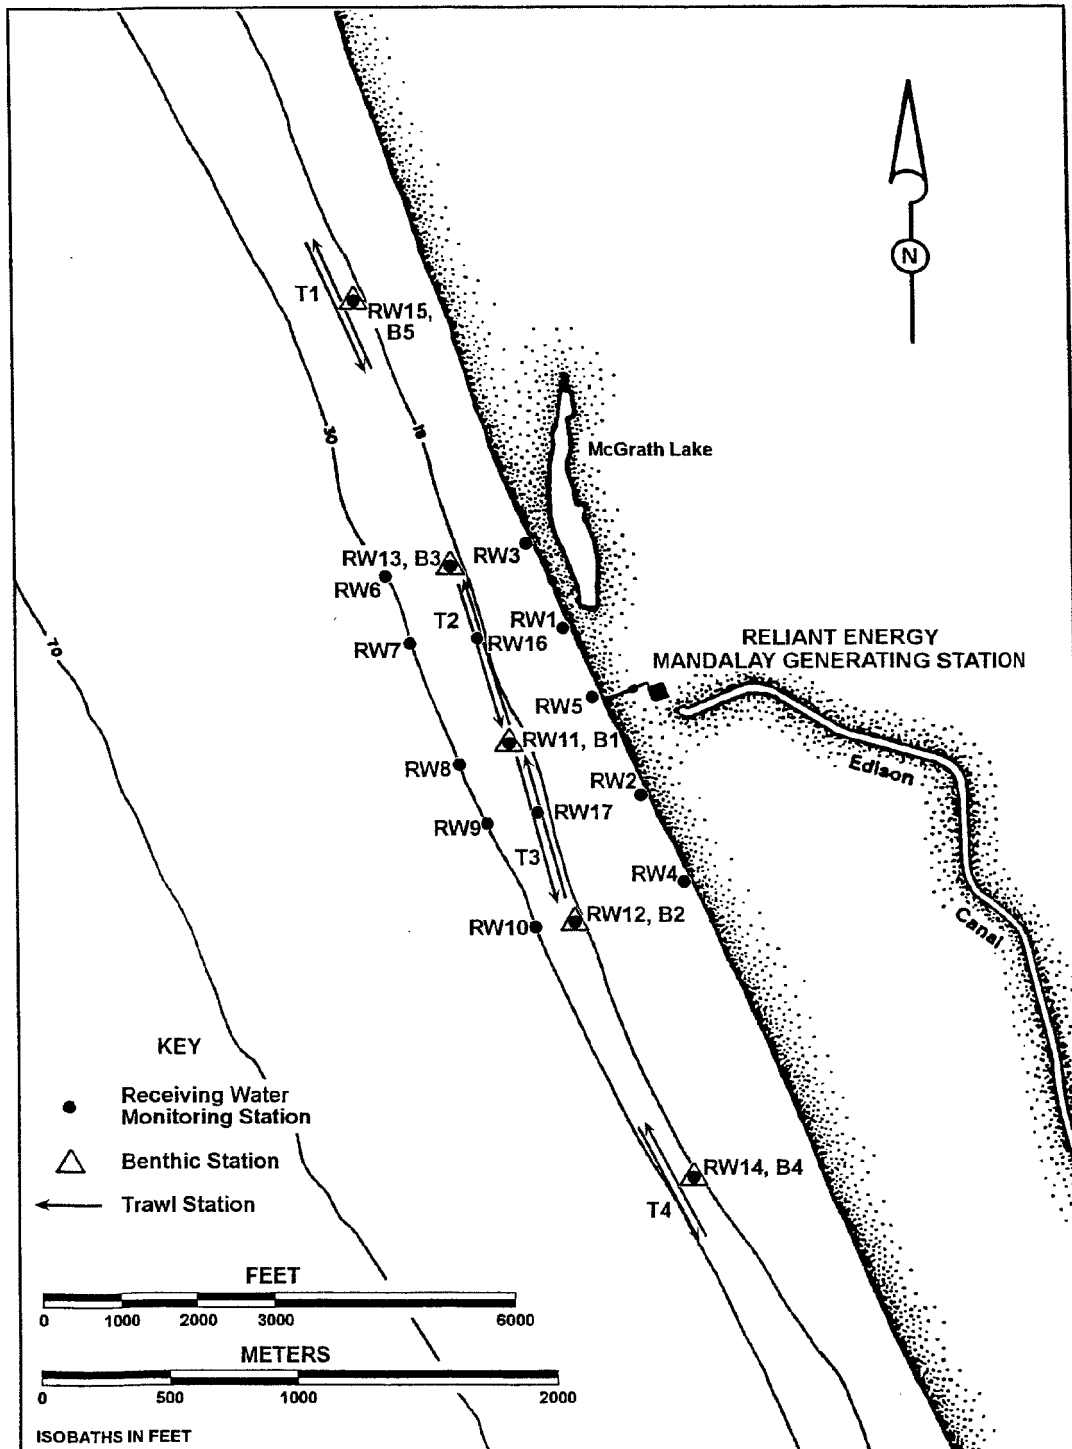 N
T1
RW15,
B5
30
18
McGrath Lake
RW3
RW13, B3
RW6
RW1
T2
RW16
RW7
RELIANT ENERGY
MANDALAY GENERATING STATION
70
RW5
RW11, B1
Edison
RW8
RW2
RW17
RW9
T3
RW4
RW12, B2
RW10
Canal
KEY
Receiving Water
Monitoring Station
Benthic Station
Trawl Station
RW14, B4
T4
FEET
0 1000 2000 3000 6000
METERS
0 500 1000 2000
ISOBATHS IN FEET